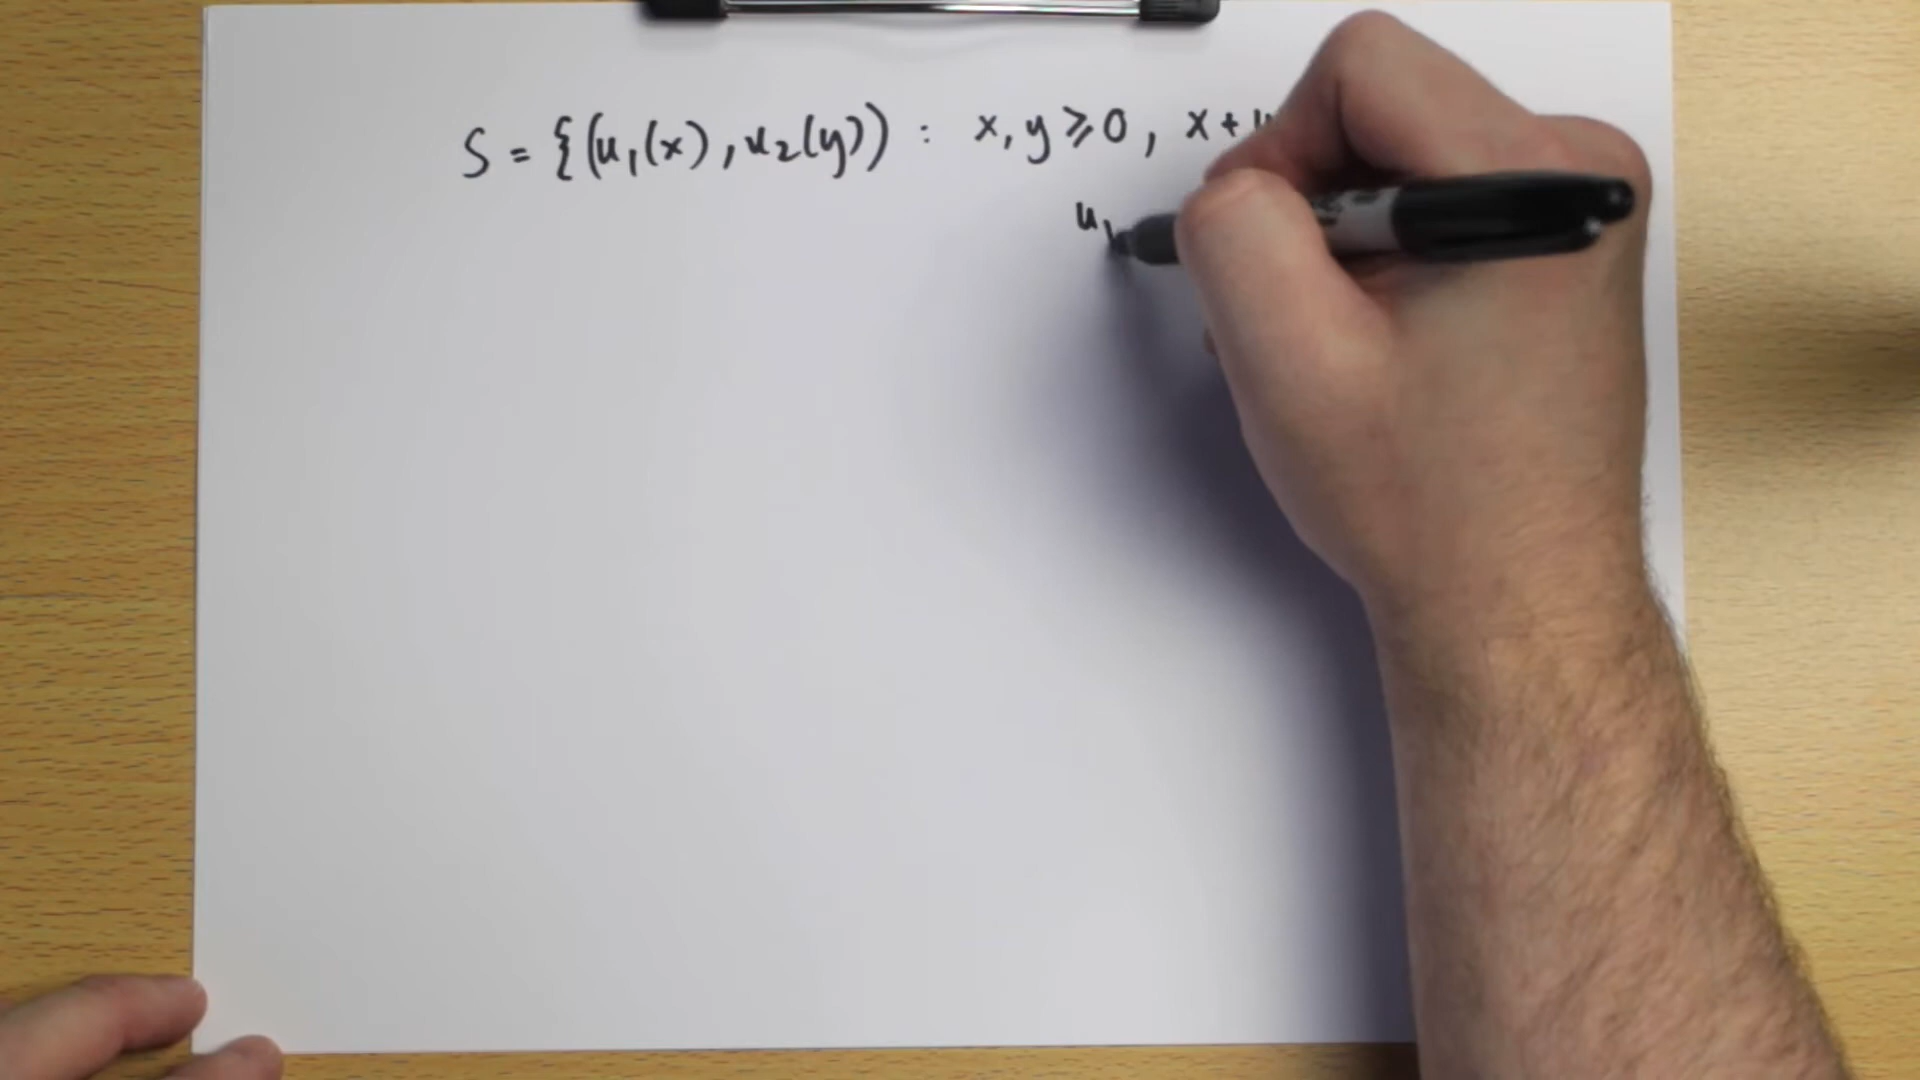 S = {(u₁(x), u₂(y)) : x, y ⩾ 0, x +
u₁